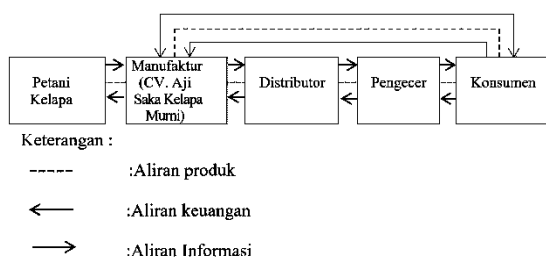 Petani
Kelapa
Manufaktur
(CV. Aji
Saka Kelapa
Murni)
Distributor
Pengecer
Konsumen
Keterangan :
:Aliran produk
:Aliran keuangan
:Aliran Informasi